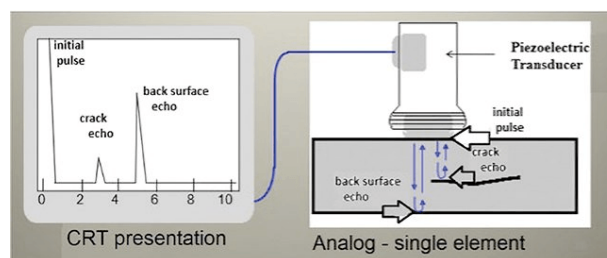 initial
pulse
crack
echo
back surface
echo
0 2 4 6 8 10
CRT presentation
Piezoelectric
Transducer
initial
pulse
crack
echo
back surface
echo
Analog - single element